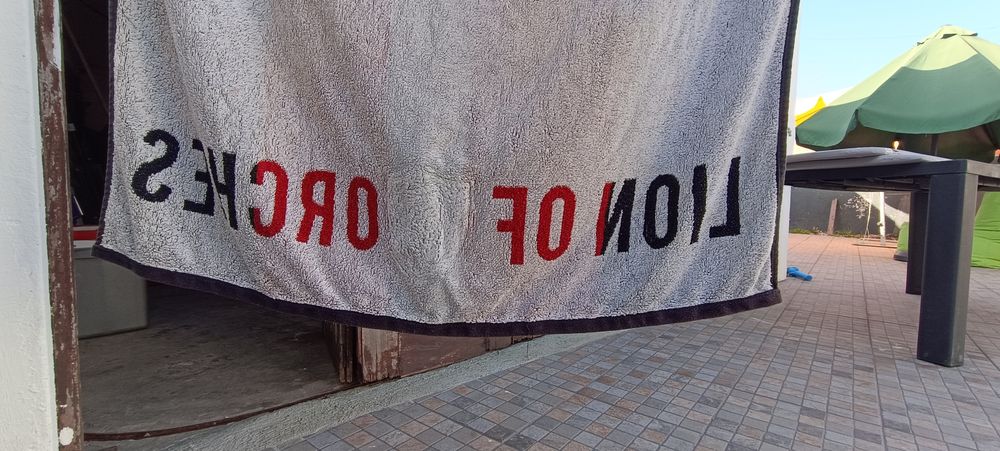 LION OF ORCHES